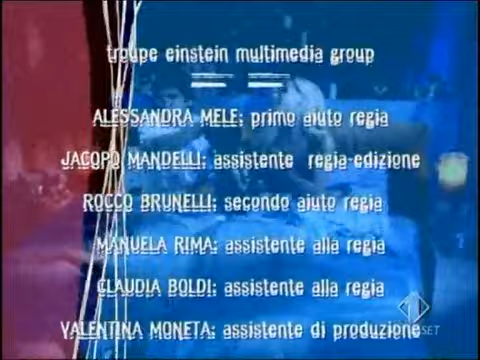 troupe einstein multimedia group
ALESSANDRA MELE: primo aiuto regia
JACOPO MANDELLI: assistente regia-edizione
ROCCO BRUNELLI: secondo aiuto regia
MANUELA RIMA: assistente alla regia
CLAUDIA BOLDI: assistente alla regia
VALENTINA MONETA: assistente di produzione